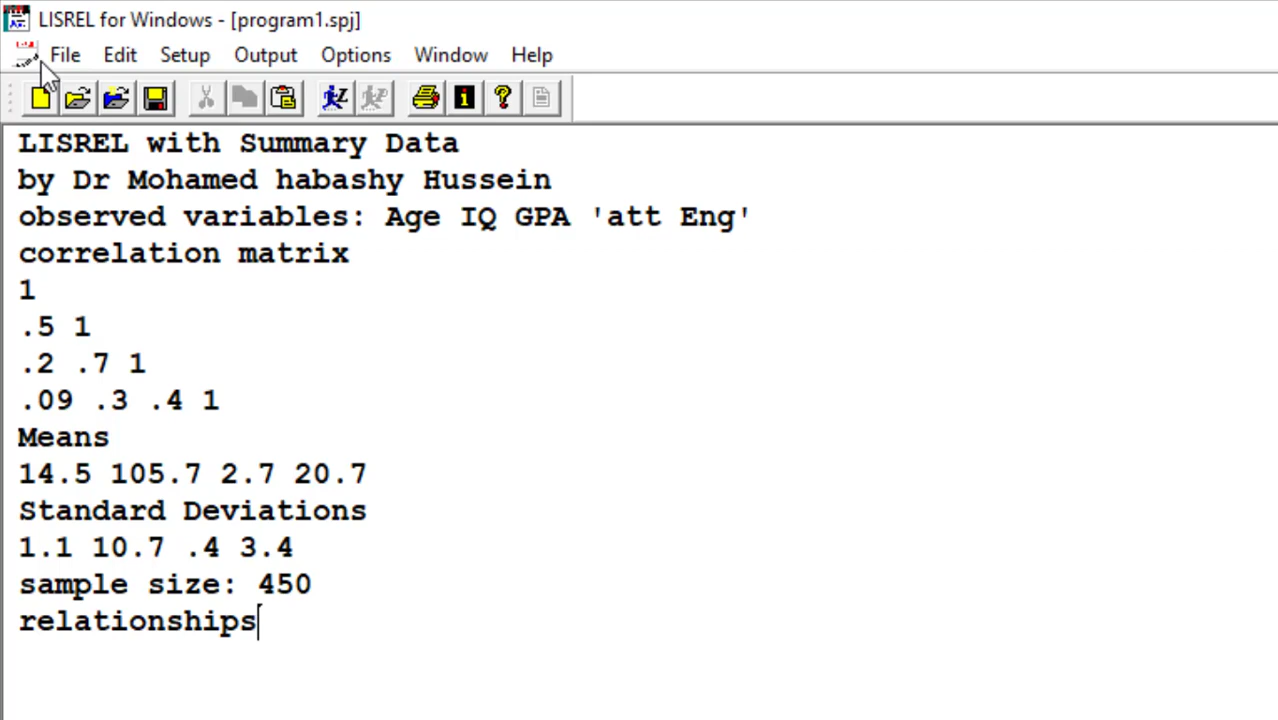 LISREL for Windows - [program1.spj]
File Edit Setup Output Options Window Help
LISREL with Summary Data
by Dr Mohamed habashy Hussein
observed variables: Age IQ GPA 'att Eng'
correlation matrix
1
.5 1
.2 .7 1
.09 .3 .4 1
Means
14.5 105.7 2.7 20.7
Standard Deviations
1.1 10.7 .4 3.4
sample size: 450
relationships